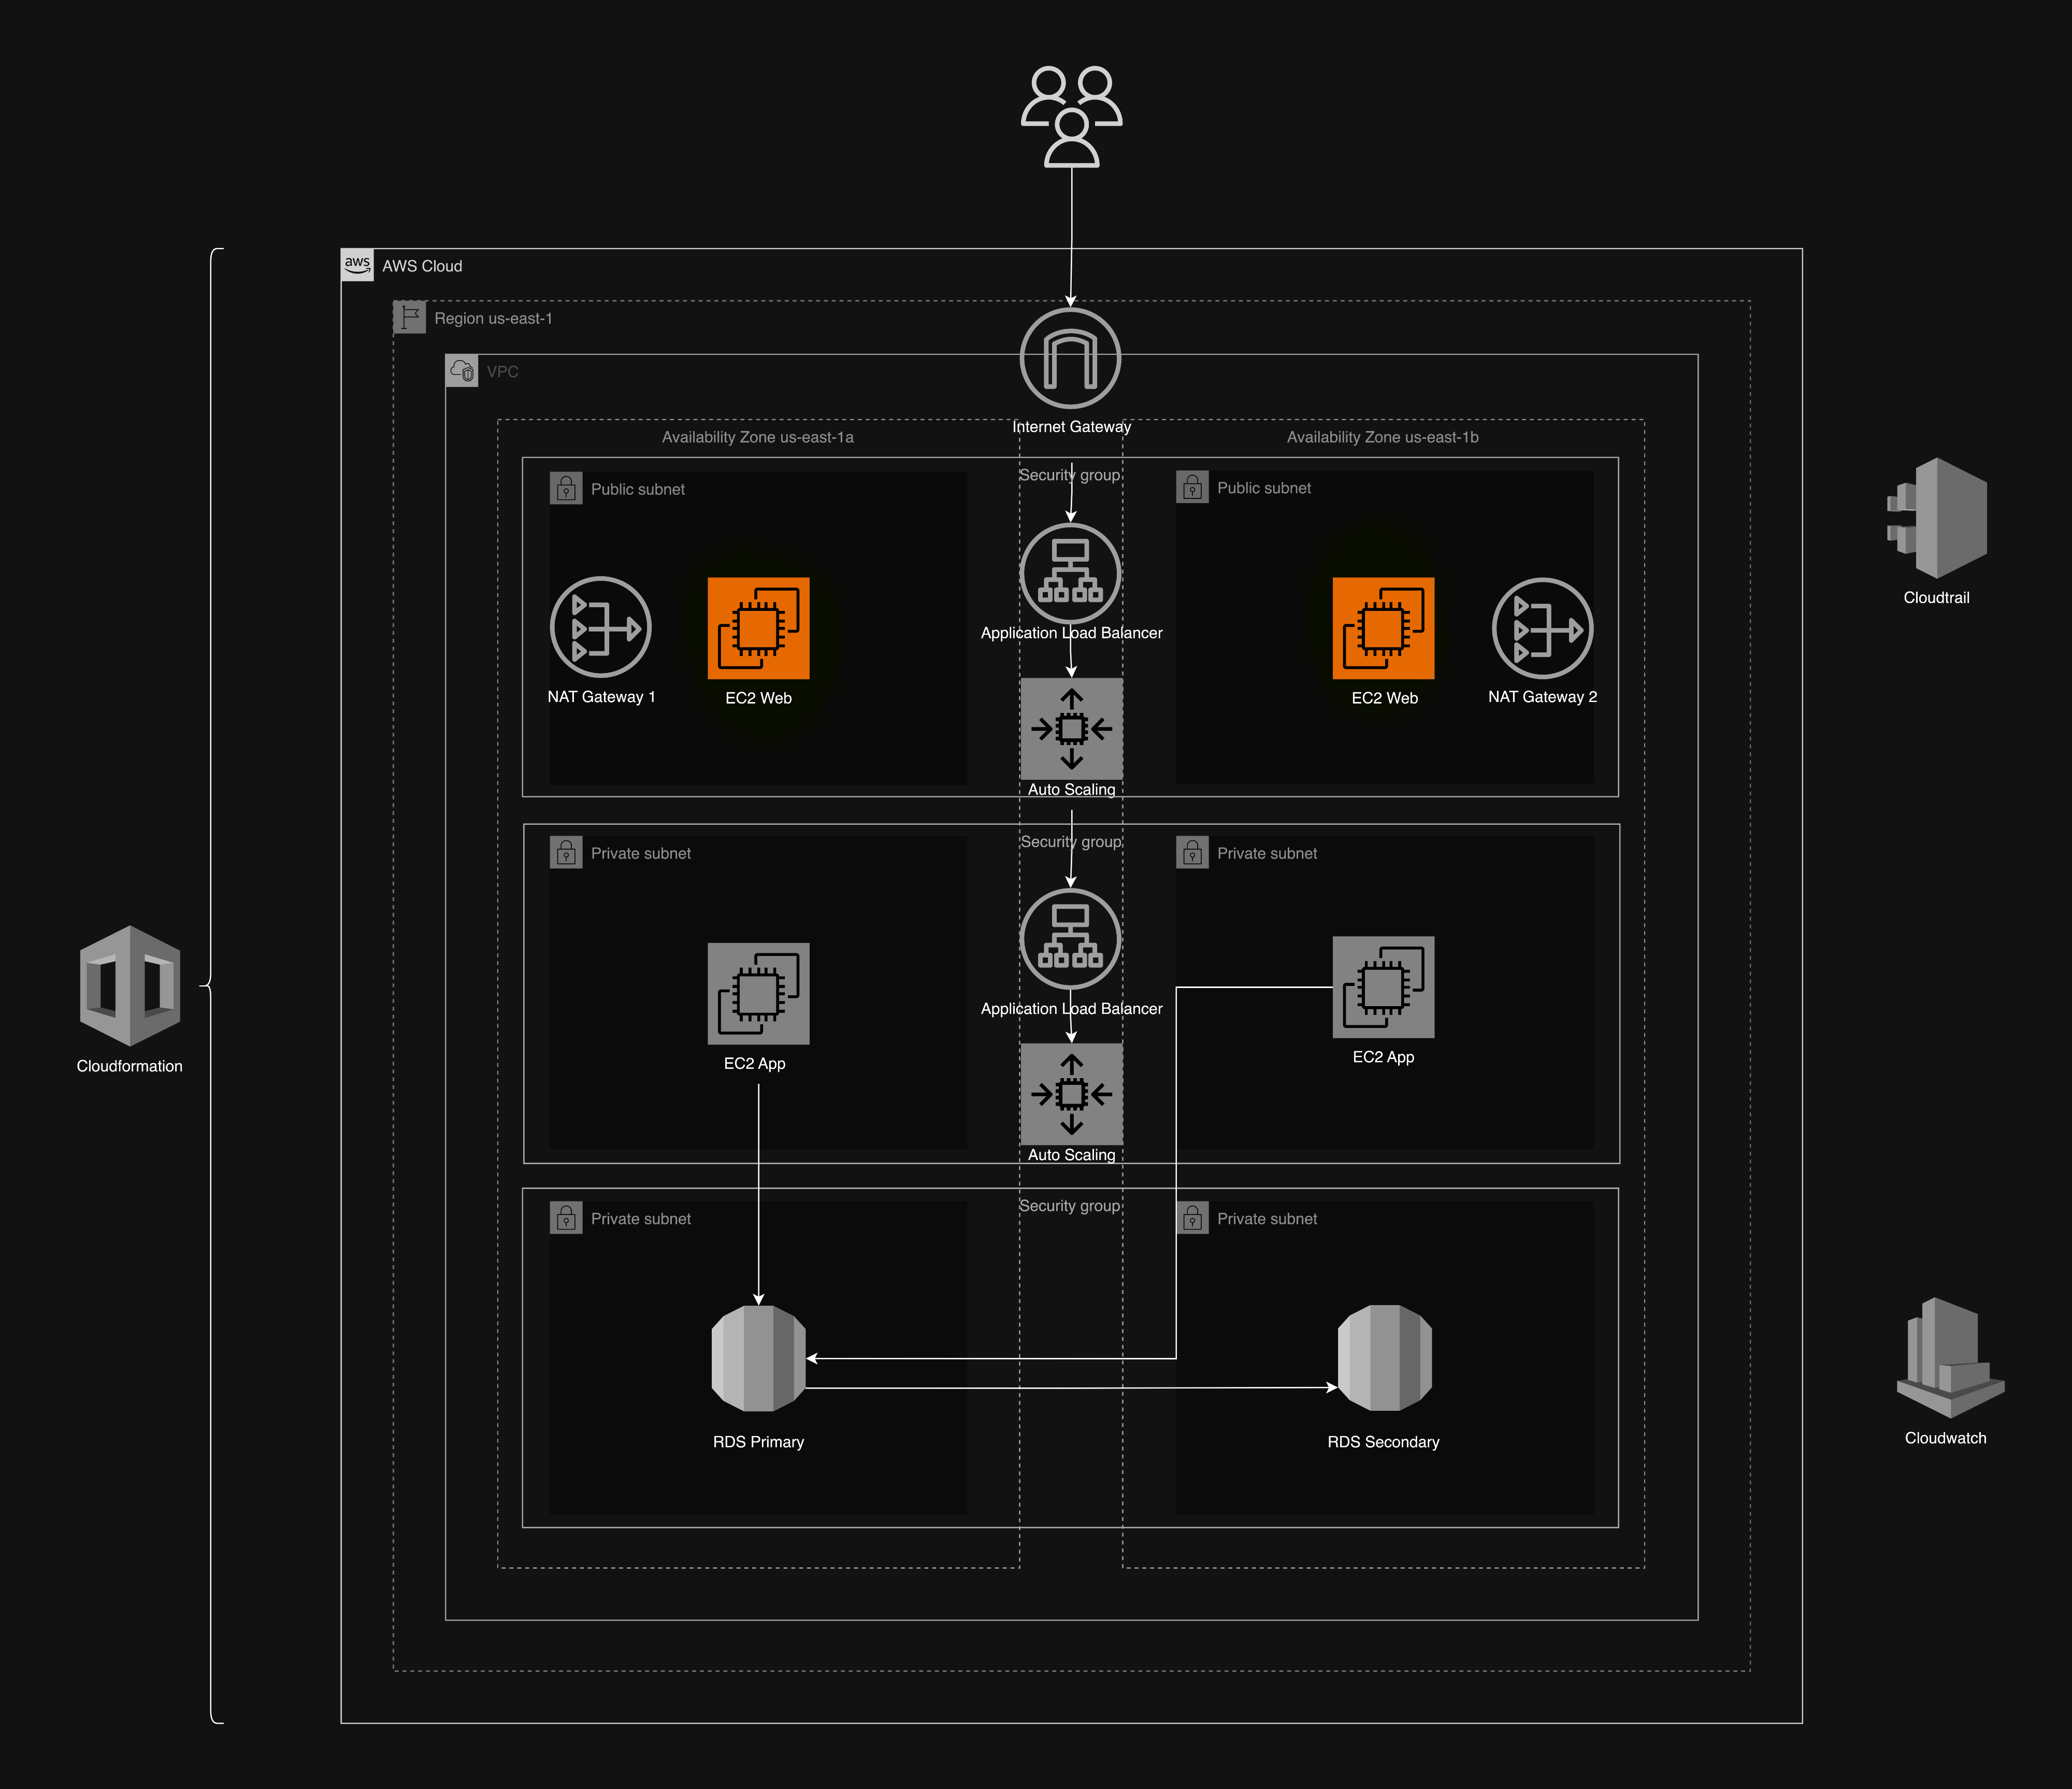 aws
AWS Cloud
Region us-east-1
VPC
Internet Gateway
Availability Zone us-east-1a
Availability Zone us-east-1b
Security group
Public subnet
Public subnet
Cloudtrail
Application Load Balancer
NAT Gateway 1
EC2 Web
EC2 Web
NAT Gateway 2
Auto Scaling
Security group
Private subnet
Private subnet
Application Load Balancer
EC2 App
EC2 App
Cloudformation
Auto Scaling
Security group
Private subnet
Private subnet
RDS Primary
RDS Secondary
Cloudwatch